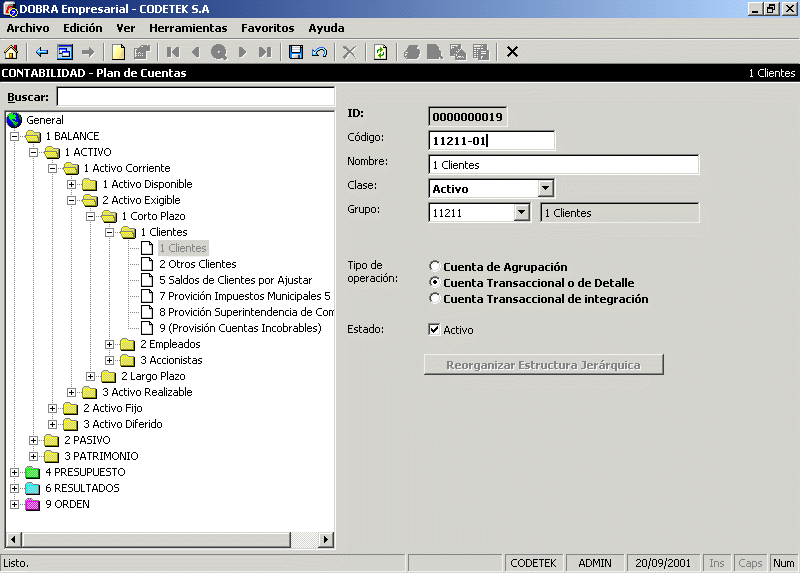 DOBRA Empresarial - CODETEK S.A
Archivo Edición Ver Herramientas Favoritos Ayuda
CONTABILIDAD - Plan de Cuentas 1 Clientes
Buscar:
General
1 BALANCE
1 ACTIVO
1 Activo Corriente
1 Activo Disponible
2 Activo Exigible
1 Corto Plazo
1 Clientes
1 Clientes
2 Otros Clientes
5 Saldos de Clientes por Ajustar
7 Provición Impuestos Municipales 5
8 Provición Superintendencia de Com
9 (Provisión Cuentas Incobrables)
2 Empleados
3 Accionistas
2 Largo Plazo
3 Activo Realizable
2 Activo Fijo
3 Activo Diferido
2 PASIVO
3 PATRIMONIO
4 PRESUPUESTO
6 RESULTADOS
9 ORDEN
ID: 0000000019
Código: 11211-01
Nombre: 1 Clientes
Clase: Activo
Grupo: 11211 1 Clientes
Tipo de
operación:
Cuenta de Agrupación
Cuenta Transaccional o de Detalle
Cuenta Transaccional de integración
Estado: Activo
Reorganizar Estructura Jerárquica
Listo. CODETEK ADMIN 20/09/2001 Ins Caps Num